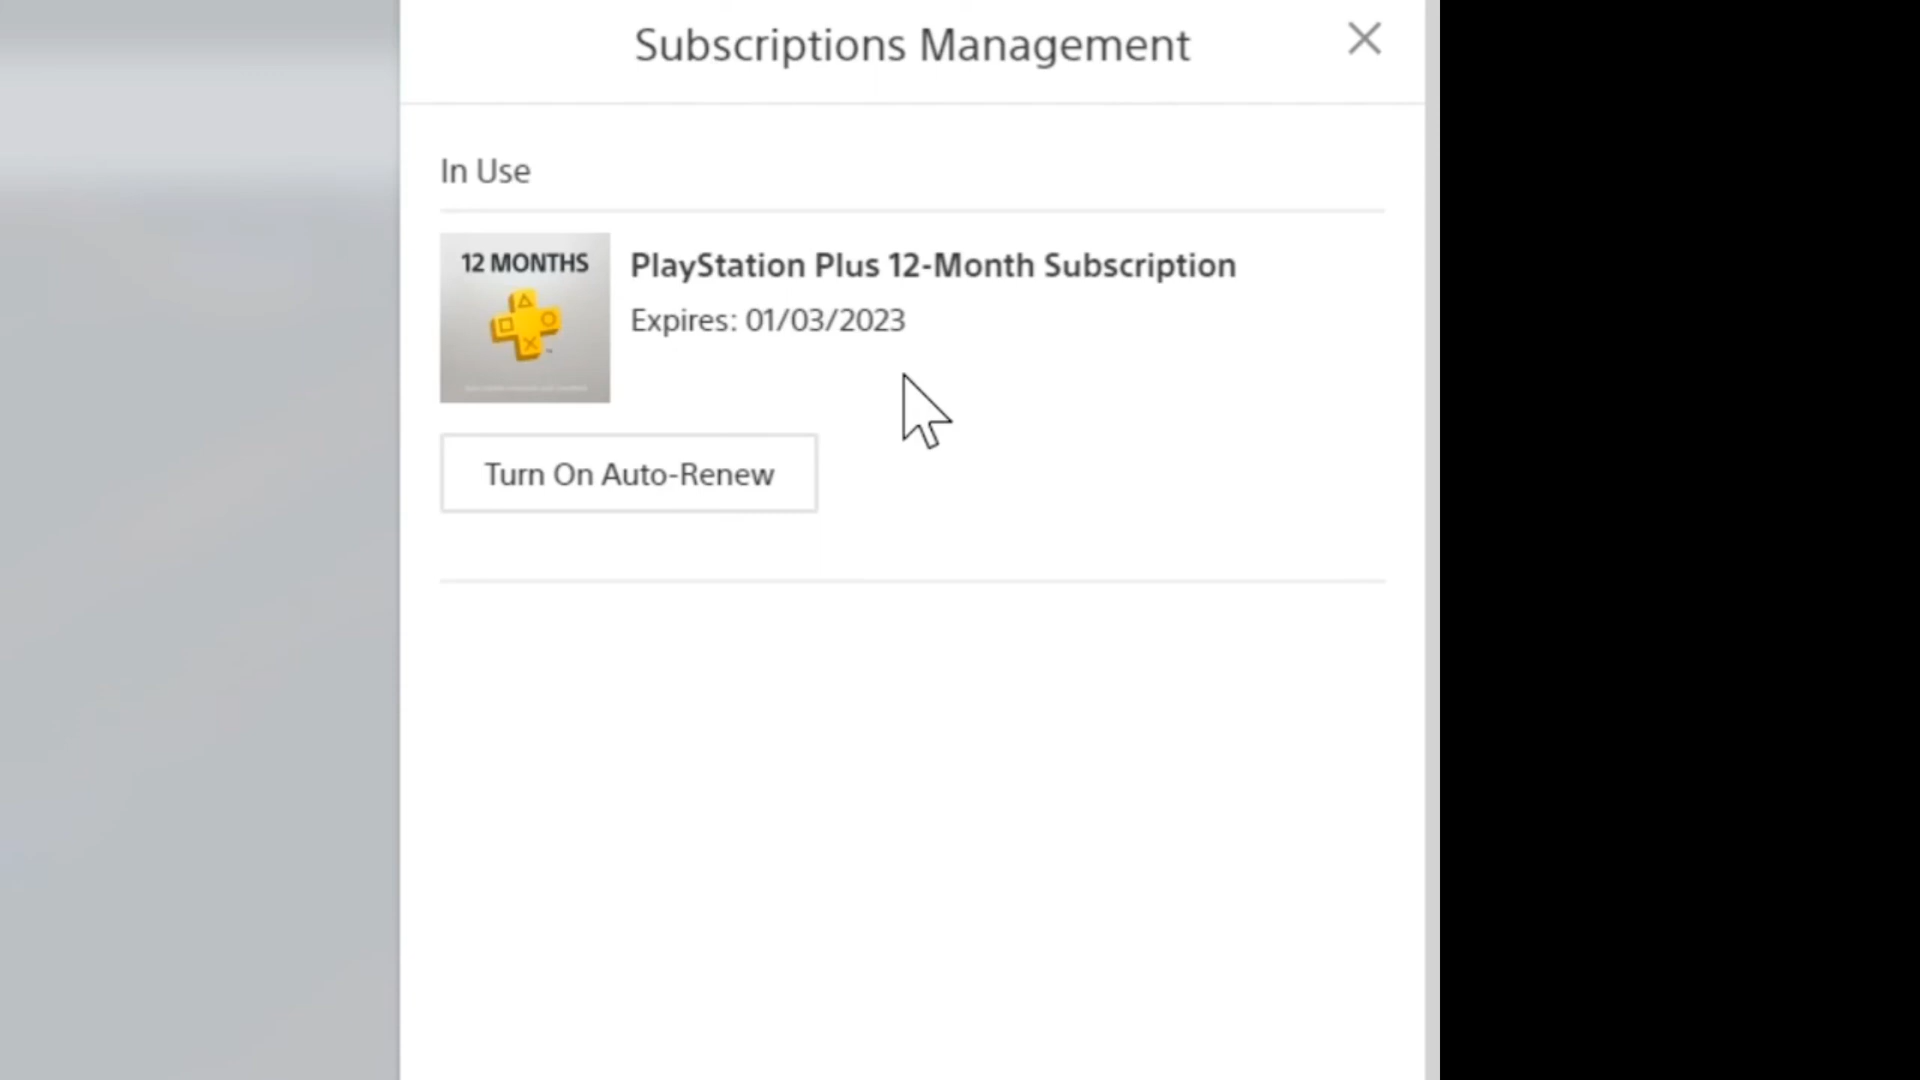 Subscriptions Management
In Use
12 MONTHS
PlayStation Plus 12-Month Subscription
Expires: 01/03/2023
Turn On Auto-Renew